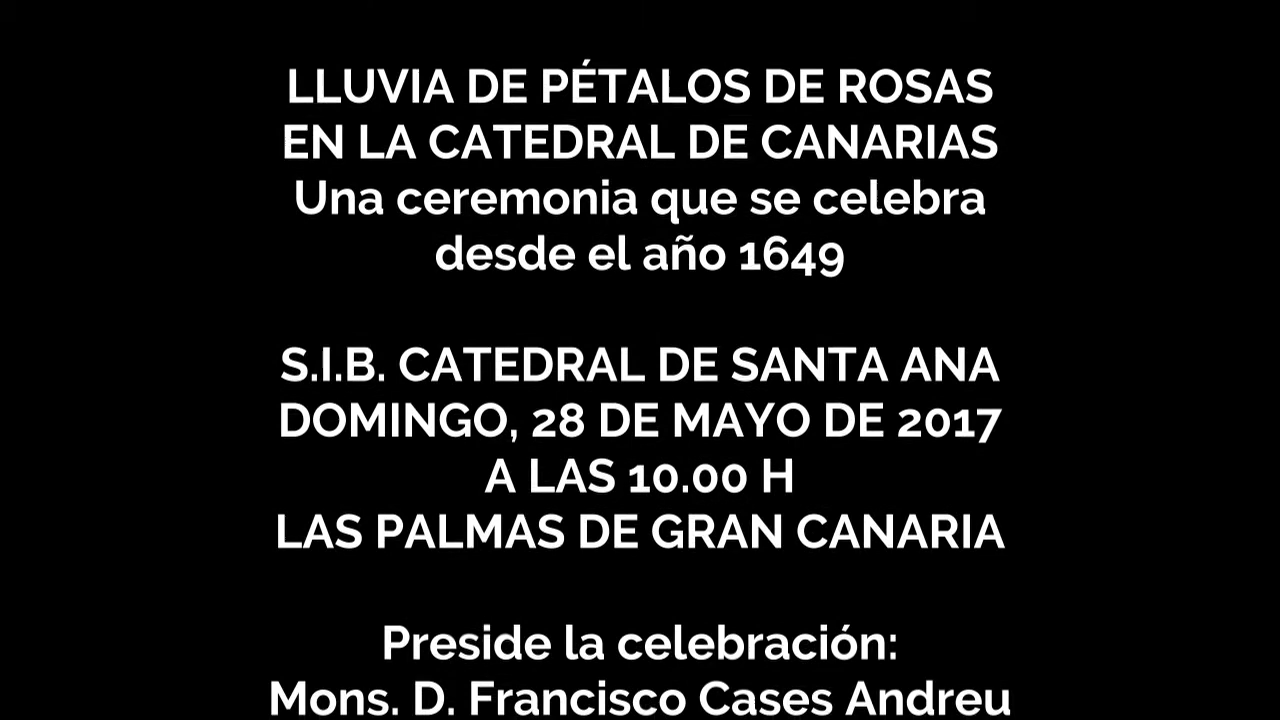 LLUVIA DE PÉTALOS DE ROSAS
EN LA CATEDRAL DE CANARIAS
Una ceremonia que se celebra
desde el año 1649
S.I.B. CATEDRAL DE SANTA ANA
DOMINGO, 28 DE MAYO DE 2017
A LAS 10.00 H
LAS PALMAS DE GRAN CANARIA
Preside la celebración:
Mons. D. Francisco Cases Andreu